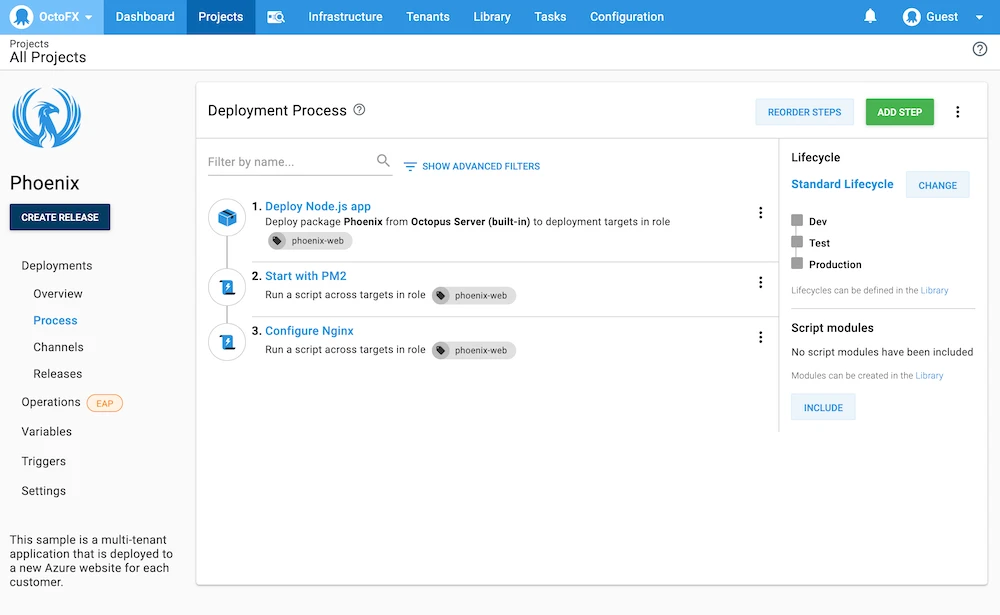 OctoFX
Dashboard
Projects
Infrastructure
Tenants
Library
Tasks
Configuration
Guest
Projects
All Projects
Phoenix
CREATE RELEASE
Deployments
Overview
Process
Channels
Releases
Operations EAP
Variables
Triggers
Settings
This sample is a multi-tenant
application that is deployed to
a new Azure website for each
customer.
Deployment Process
REORDER STEPS
ADD STEP
Filter by name...
SHOW ADVANCED FILTERS
1. Deploy Node.js app
Deploy package Phoenix from Octopus Server (built-in) to deployment targets in role
phoenix-web
2. Start with PM2
Run a script across targets in role phoenix-web
3. Configure Nginx
Run a script across targets in role phoenix-web
Lifecycle
Standard Lifecycle
CHANGE
Dev
Test
Production
Lifecycles can be defined in the Library
Script modules
No script modules have been included
Modules can be created in the Library
INCLUDE